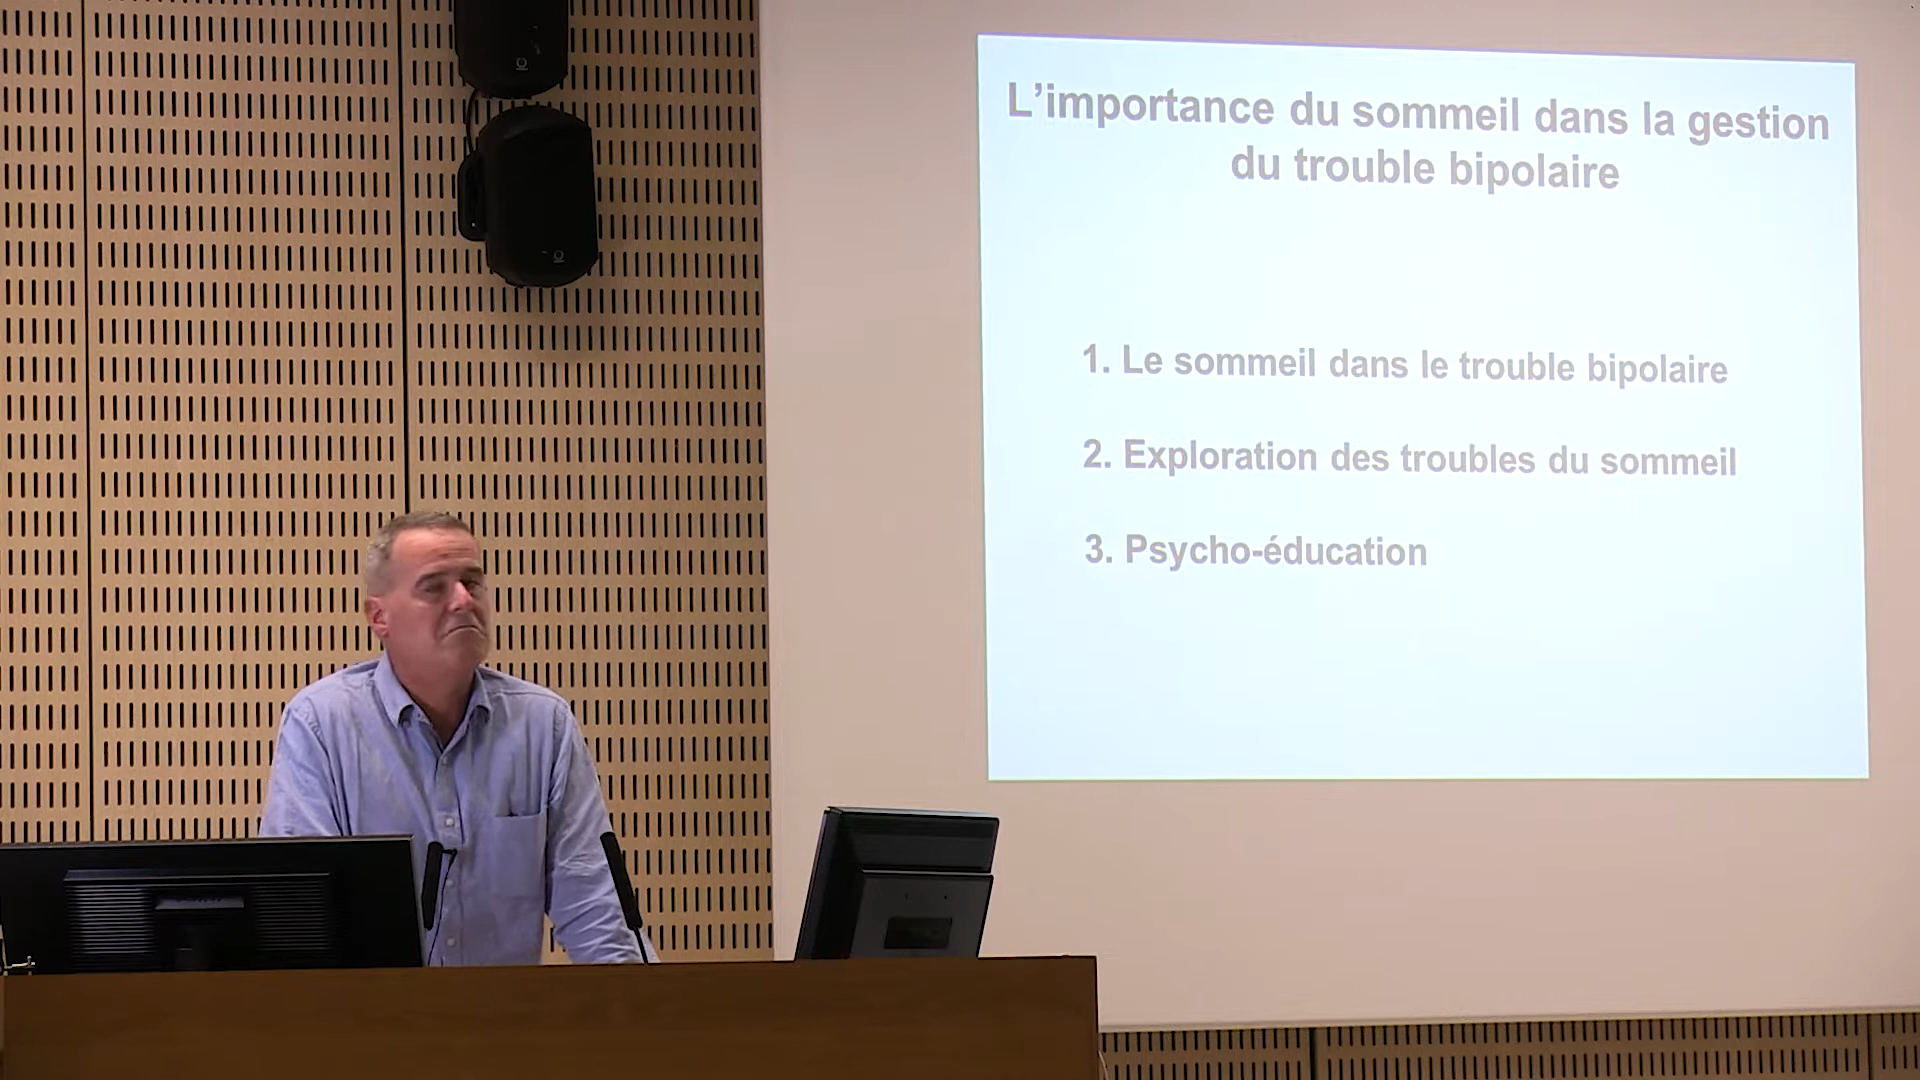 L’importance du sommeil dans la gestion
du trouble bipolaire
1. Le sommeil dans le trouble bipolaire
2. Exploration des troubles du sommeil
3. Psycho-éducation